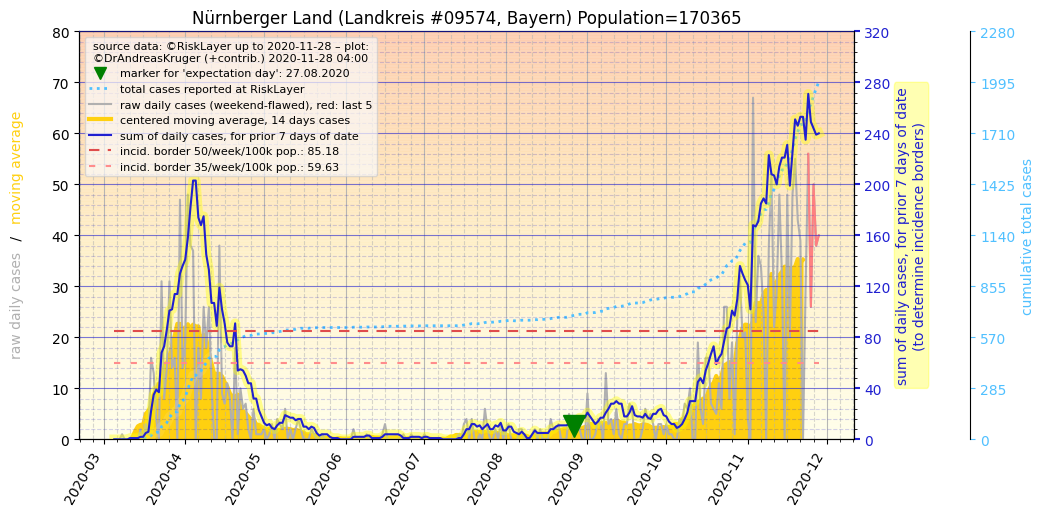 Nürnberger Land (Landkreis #09574, Bayern) Population=170365
source data: ©RiskLayer up to 2020-11-28 – plot:
©DrAndreasKruger (+contrib.) 2020-11-28 04:00
marker for 'expectation day': 27.08.2020
total cases reported at RiskLayer
raw daily cases (weekend-flawed), red: last 5
centered moving average, 14 days cases
sum of daily cases, for prior 7 days of date
incid. border 50/week/100k pop.: 85.18
incid. border 35/week/100k pop.: 59.63
raw daily cases / moving average
80
70
60
50
40
30
20
10
0
320
280
240
200
160
120
80
40
0
sum of daily cases, for prior 7 days of date
(to determine incidence borders)
2280
1995
1710
1425
1140
855
570
285
0
cumulative total cases
2020-03
2020-04
2020-05
2020-06
2020-07
2020-08
2020-09
2020-10
2020-11
2020-12